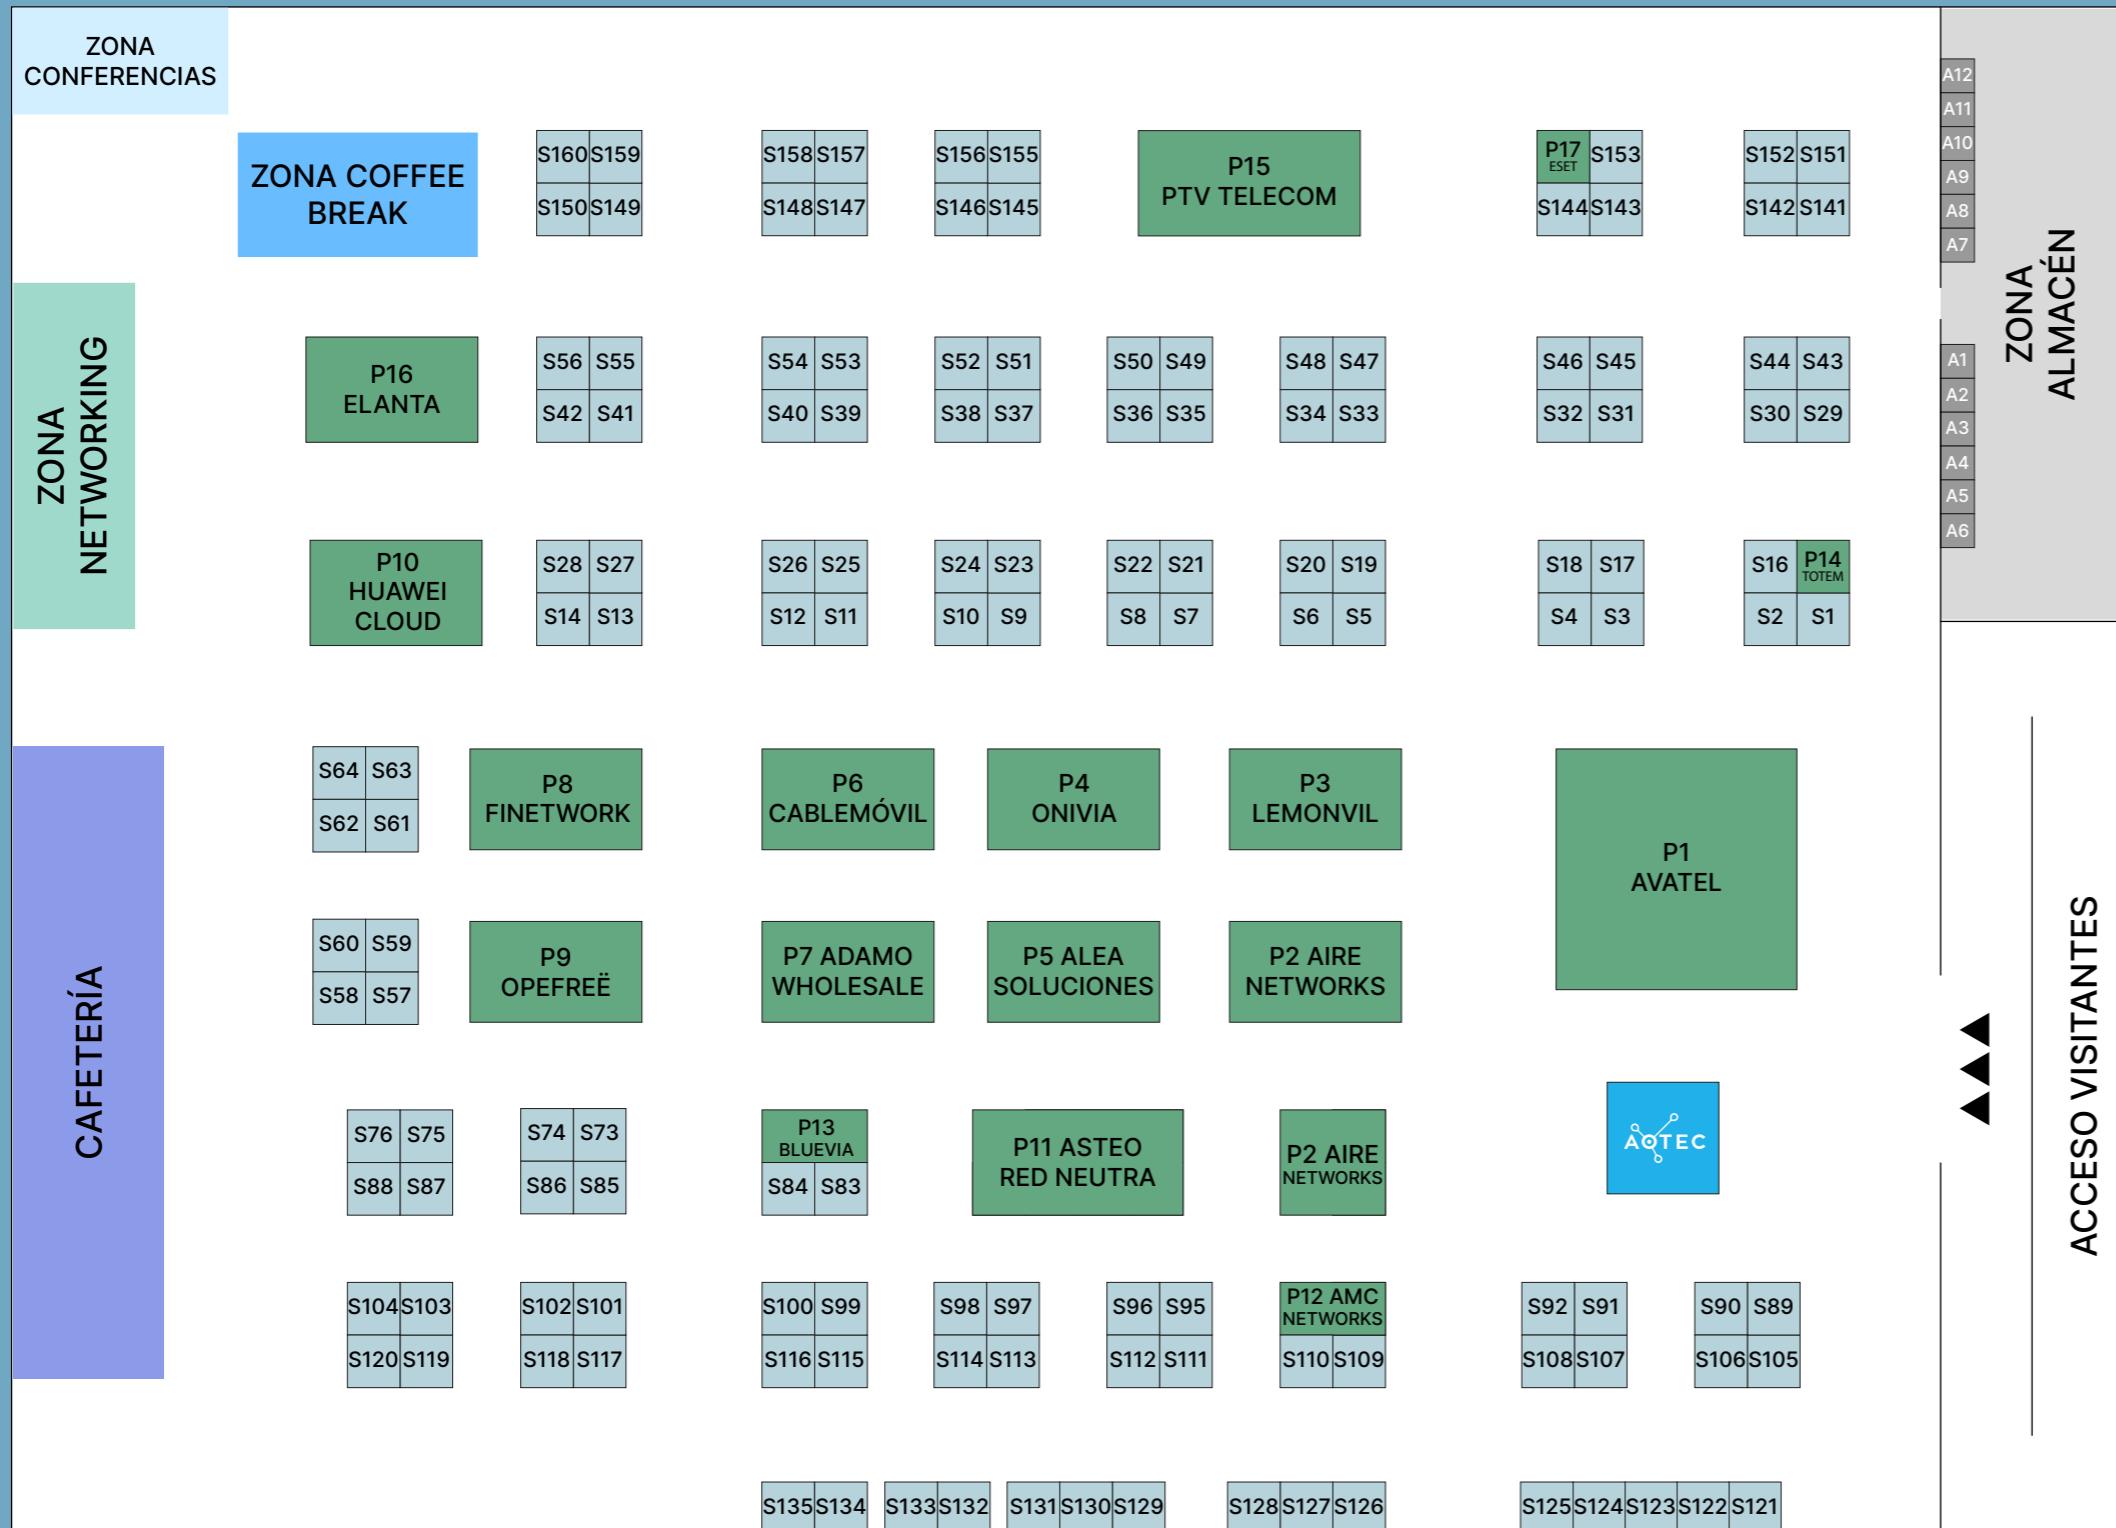 ZONA
CONFERENCIAS
A12
A11
A10
A9
A8
A7
ZONA COFFEE
BREAK
S160 S159
S150 S149
S158 S157
S148 S147
S156 S155
S146 S145
P15
PTV TELECOM
P17
ESET
S153
S144 S143
S152 S151
S142 S141
ZONA
ALMACÉN
ZONA
NETWORKING
P16
ELANTA
S56 S55
S42 S41
S54 S53
S40 S39
S52 S51
S38 S37
S50 S49
S36 S35
S48 S47
S34 S33
S46 S45
S32 S31
S44 S43
S30 S29
A1
A2
A3
A4
A5
A6
P10
HUAWEI
CLOUD
S28 S27
S14 S13
S26 S25
S12 S11
S24 S23
S10 S9
S22 S21
S8 S7
S20 S19
S6 S5
S18 S17
S4 S3
S16
P14
TOTEM
S2 S1
CAFETERÍA
S64 S63
S62 S61
P8
FINETWORK
P6
CABLEMÓVIL
P4
ONIVIA
P3
LEMONVIL
P1
AVATEL
ACCESO VISITANTES
S60 S59
S58 S57
P9
OPEFREË
P7 ADAMO
WHOLESALE
P5 ALEA
SOLUCIONES
P2 AIRE
NETWORKS
S76 S75
S88 S87
S74 S73
S86 S85
P13
BLUEVIA
S84 S83
P11 ASTEO
RED NEUTRA
P2 AIRE
NETWORKS
AOTEC
S104 S103
S120 S119
S102 S101
S118 S117
S100 S99
S116 S115
S98 S97
S114 S113
S96 S95
S112 S111
P12 AMC
NETWORKS
S110 S109
S92 S91
S108 S107
S90 S89
S106 S105
S135 S134
S133 S132
S131 S130 S129
S128 S127 S126
S125 S124 S123 S122 S121